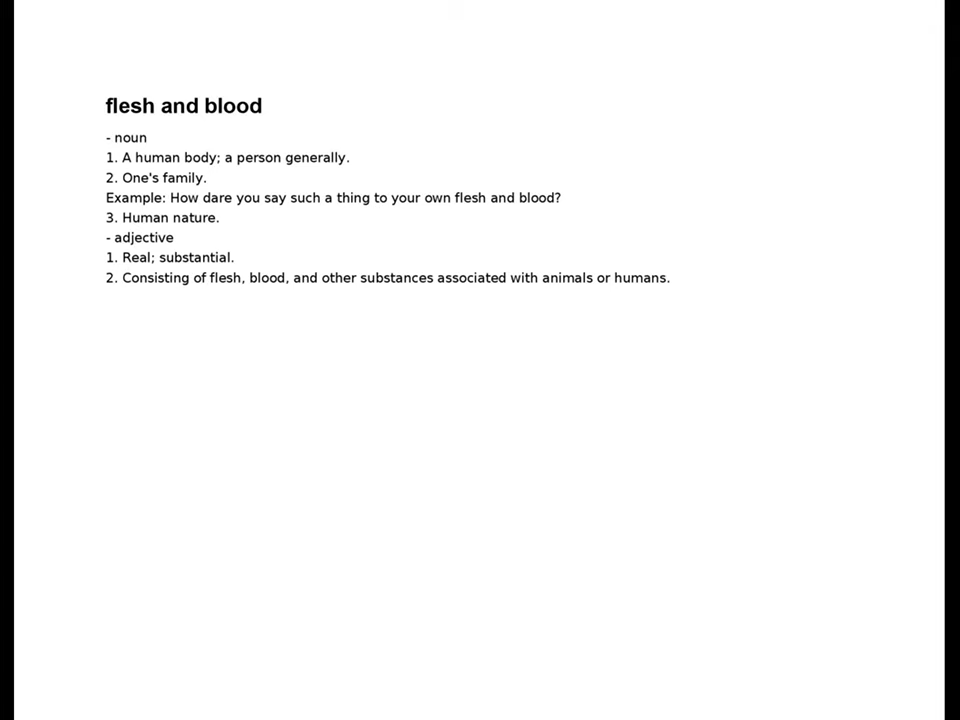 flesh and blood
- noun
1. A human body; a person generally.
2. One's family.
Example: How dare you say such a thing to your own flesh and blood?
3. Human nature.
- adjective
1. Real; substantial.
2. Consisting of flesh, blood, and other substances associated with animals or humans.